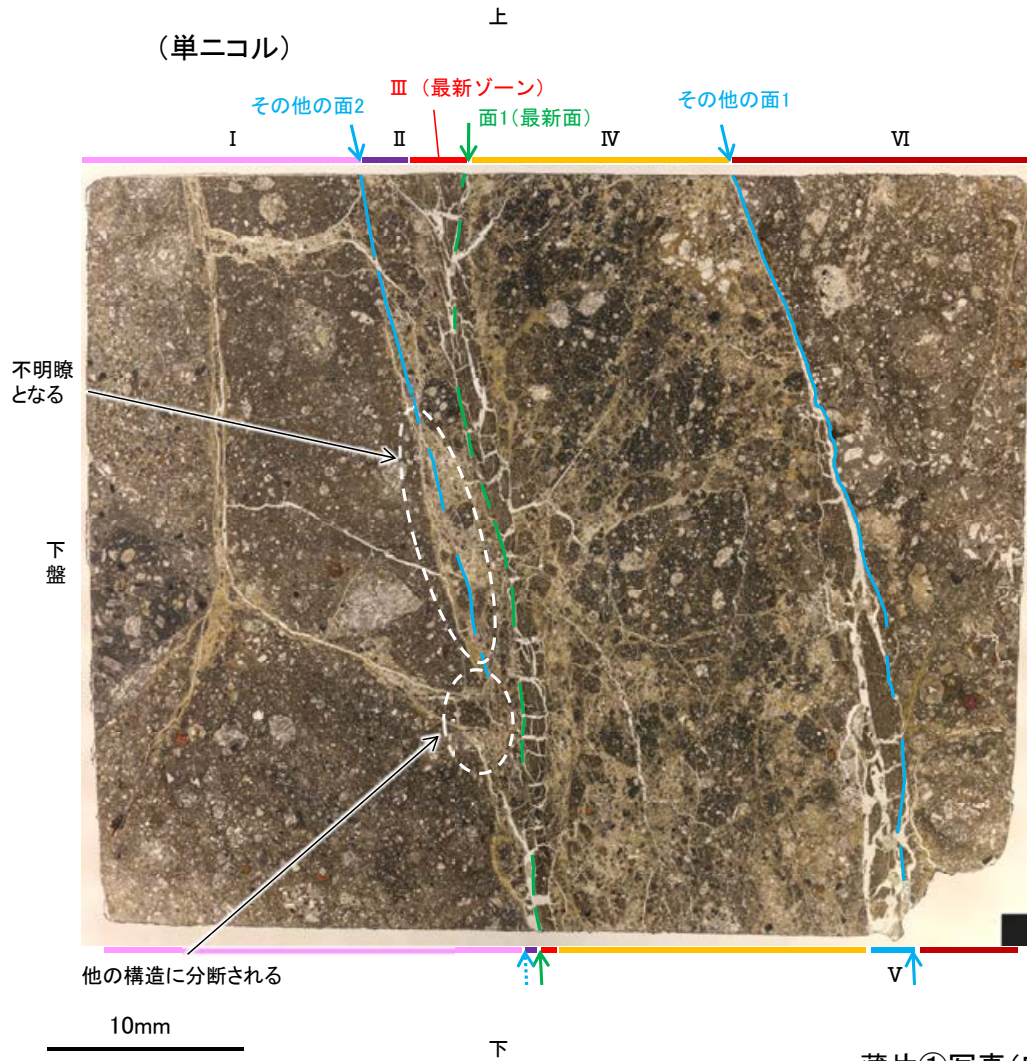 上
（単ニコル）
Ⅲ（最新ゾーン）
その他の面2
面1（最新面）
その他の面1
Ⅰ
Ⅱ
Ⅳ
Ⅵ
不明瞭
となる
下
盤
他の構造に分断される
Ⅴ
10mm
下